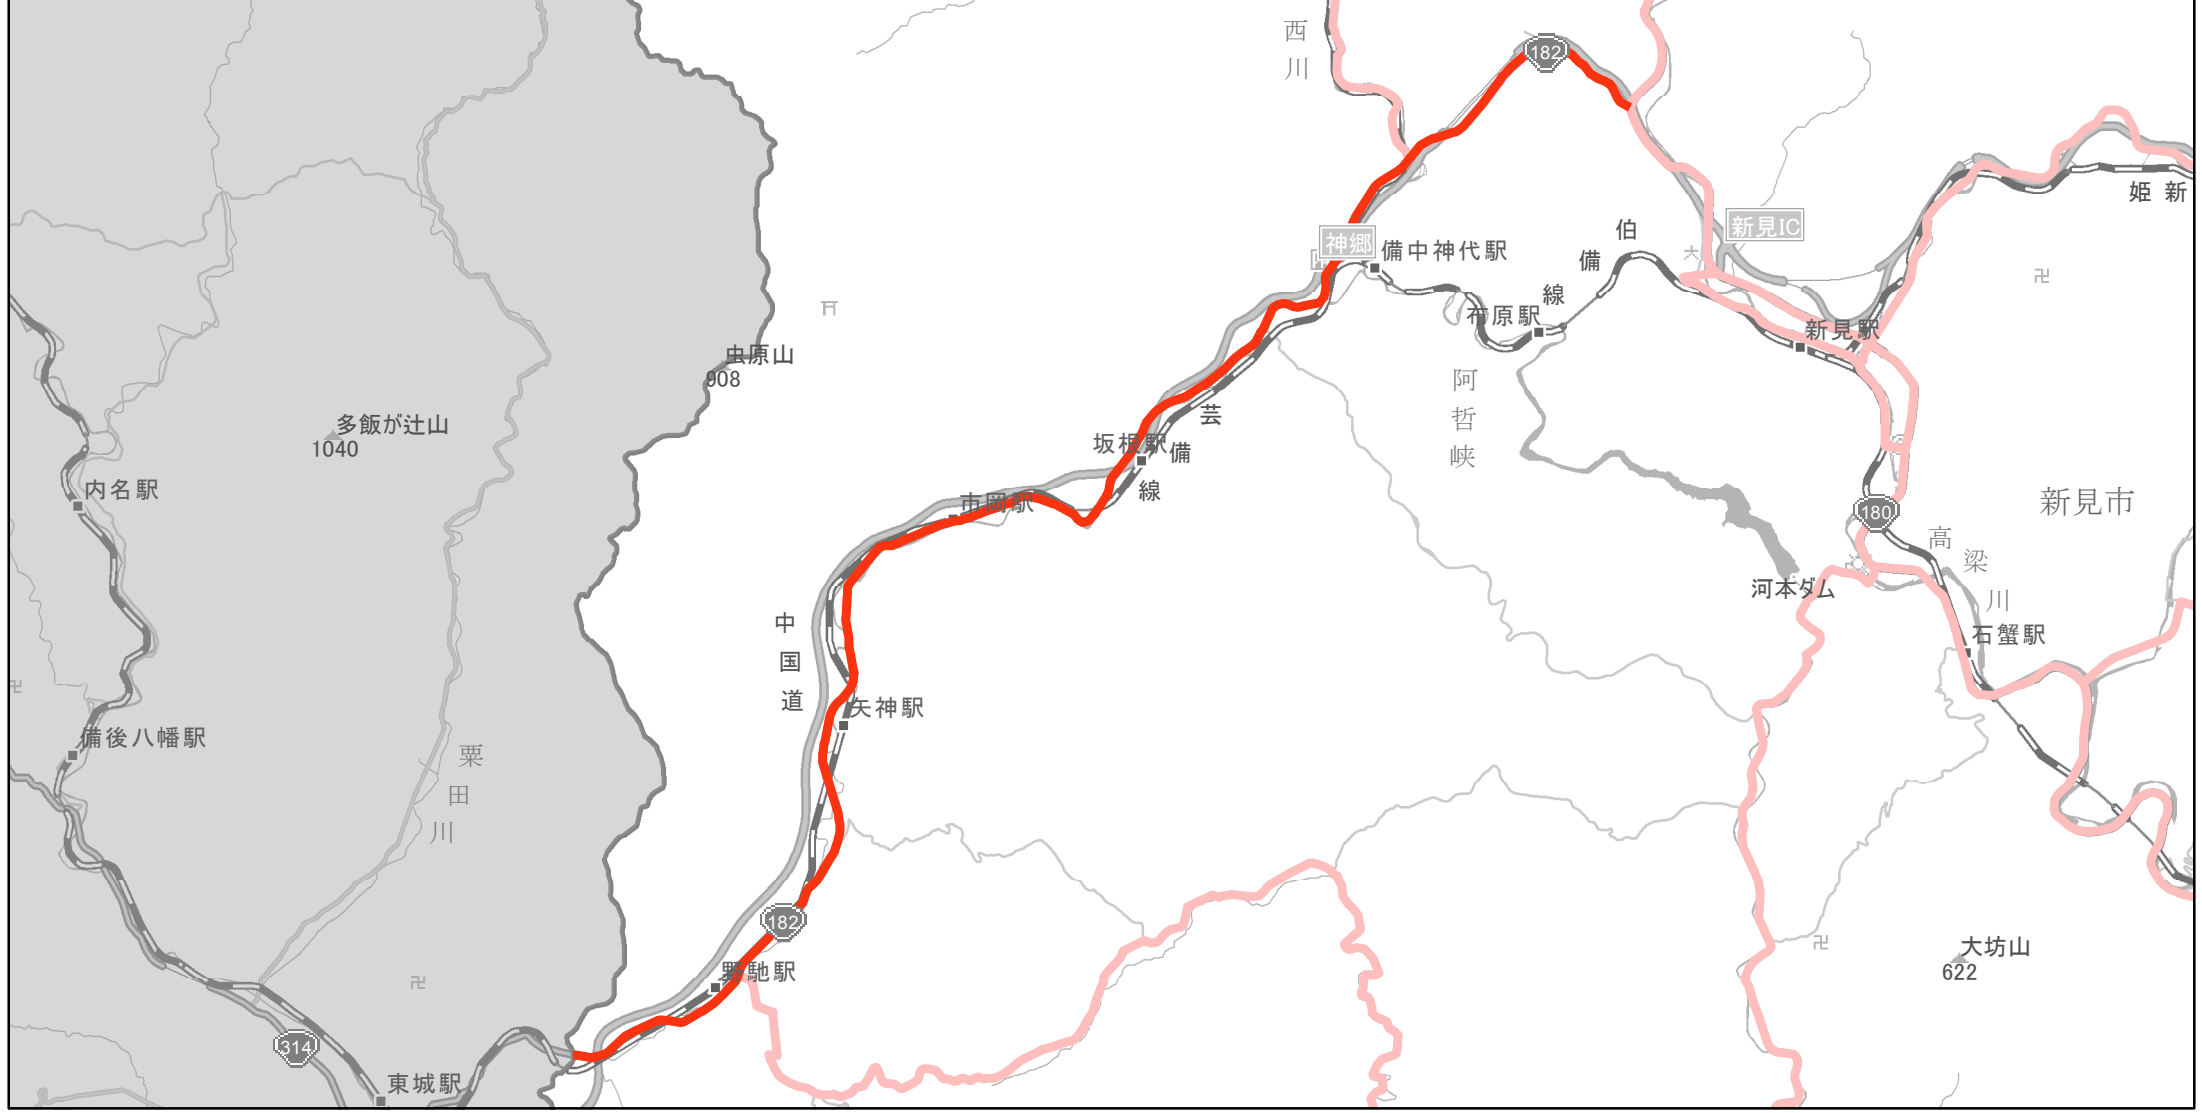 西川
182
新見IC
姫新
神郷
備中神代駅
伯備線
布原駅
新見駅
虫原山
908
多飯が辻山
1040
阿哲峡
芸備線
坂根駅
市岡駅
内名駅
新見市
180
高梁川
河本ダム
石蟹駅
中国道
矢神駅
備後八幡駅
粟田川
182
野馳駅
大坊山
622
314
東城駅